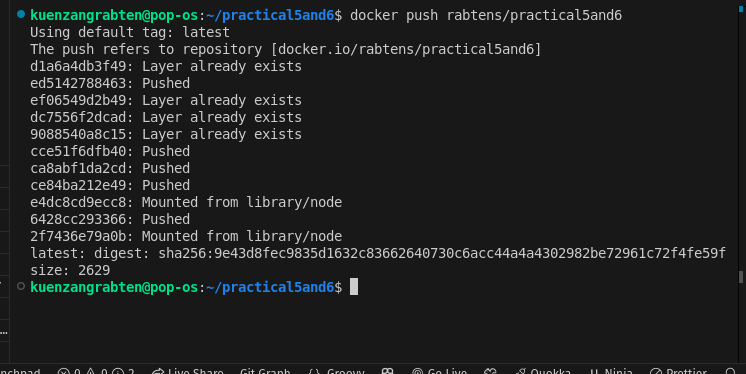 kuenzangrabten@pop-os:~/practical5and6$ docker push rabtens/practical5and6
Using default tag: latest
The push refers to repository [docker.io/rabtens/practical5and6]
d1a6a4db3f49: Layer already exists
ed5142788463: Pushed
ef06549d2b49: Layer already exists
dc7556f2dcad: Layer already exists
9088540a8c15: Layer already exists
cce51f6dfb40: Pushed
ca8abf1da2cd: Pushed
ce84ba212e49: Pushed
e4dc8cd9ecc8: Mounted from library/node
6428cc293366: Pushed
2f7436e79a0b: Mounted from library/node
latest: digest: sha256:9e43d8fec9835d1632c83662640730c6acc44a4a4302982be72961c72f4fe59f
size: 2629
kuenzangrabten@pop-os:~/practical5and6$
nchpad 0 0 2 Live Share Git Graph {} Groovy Go Live Quokka Ninja Prettier